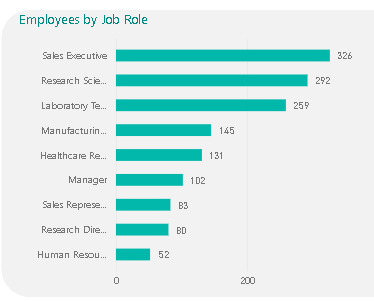 Employees by Job Role
Sales Executive 326
Research Scie... 292
Laboratory Te... 259
Manufacturin... 145
Healthcare Re... 131
Manager 102
Sales Represe... 83
Research Dire... 80
Human Resou... 52
0 200